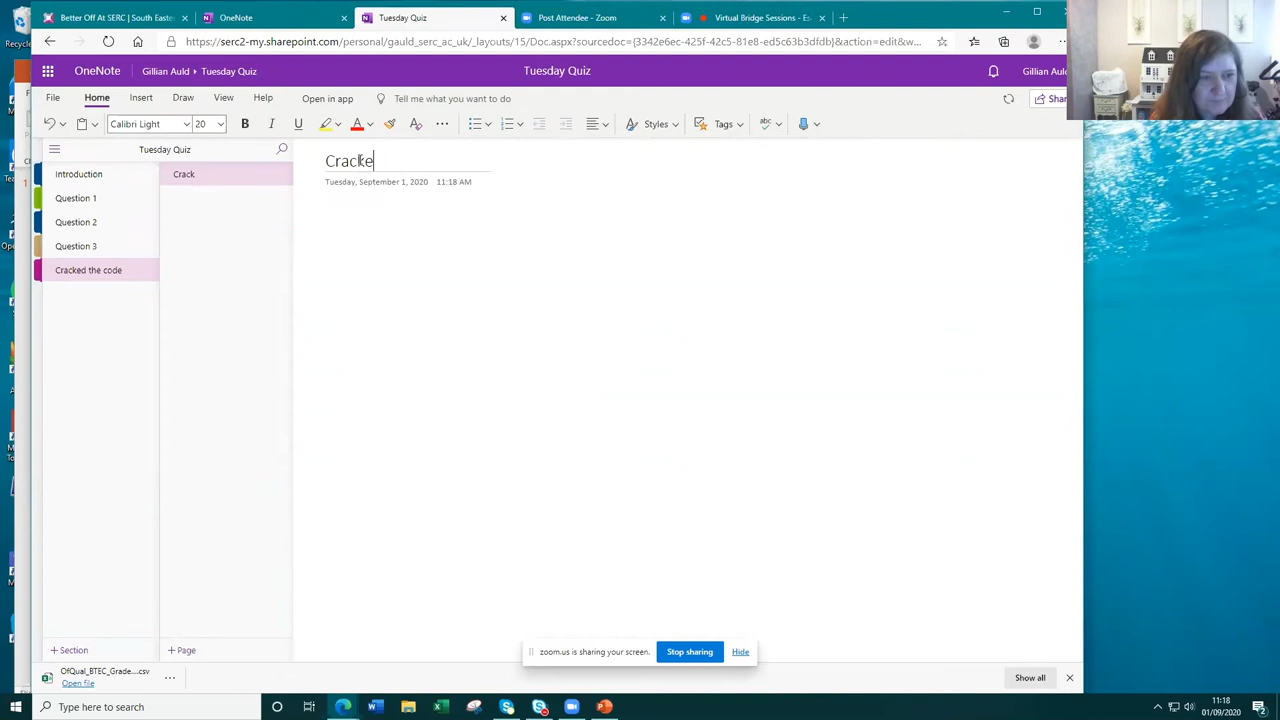 Better Off At SERC | South Easte
OneNote
Tuesday Quiz
Post Attendee - Zoom
Virtual Bridge Sessions - Es
https://serc2-my.sharepoint.com/personal/gauld_serc_ac_uk/_layouts/15/Doc.aspx?sourcedoc={3342e6ec-425f-42c5-81e8-ed5c63b3dfdb}&action=edit&w...
OneNote
Gillian Auld
Tuesday Quiz
Tuesday Quiz
Gillian Auld
File
Home
Insert
Draw
View
Help
Open in app
Tell me what you want to do
Shar
Calibri Light
20
B
I
U
A
Styles
Tags
abc
Tuesday Quiz
Introduction
Question 1
Question 2
Question 3
Cracked the code
Crack
Cracke
Tuesday, September 1, 2020 11:18 AM
+ Section
+ Page
zoom.us is sharing your screen.
Stop sharing
Hide
OfQual_BTEC_Grade....csv
Open file
Show all
Type here to search
11:18
01/09/2020
2